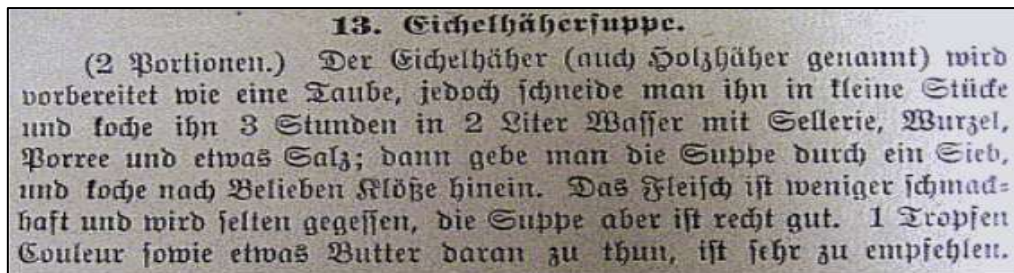 13. Eichelhähersuppe.
(2 Portionen.) Der Eichelhäher (auch Holzhäher genannt) wird
vorbereitet wie eine Taube, jedoch schneide man ihn in kleine Stücke
und koche ihn 3 Stunden in 2 Liter Wasser mit Sellerie, Wurzel,
Porree und etwas Salz; dann gebe man die Suppe durch ein Sieb,
und koche nach Belieben Klöße hinein. Das Fleisch ist weniger schmack-
haft und wird selten gegessen, die Suppe aber ist recht gut. 1 Tropfen
Couleur sowie etwas Butter daran zu thun, ist sehr zu empfehlen.